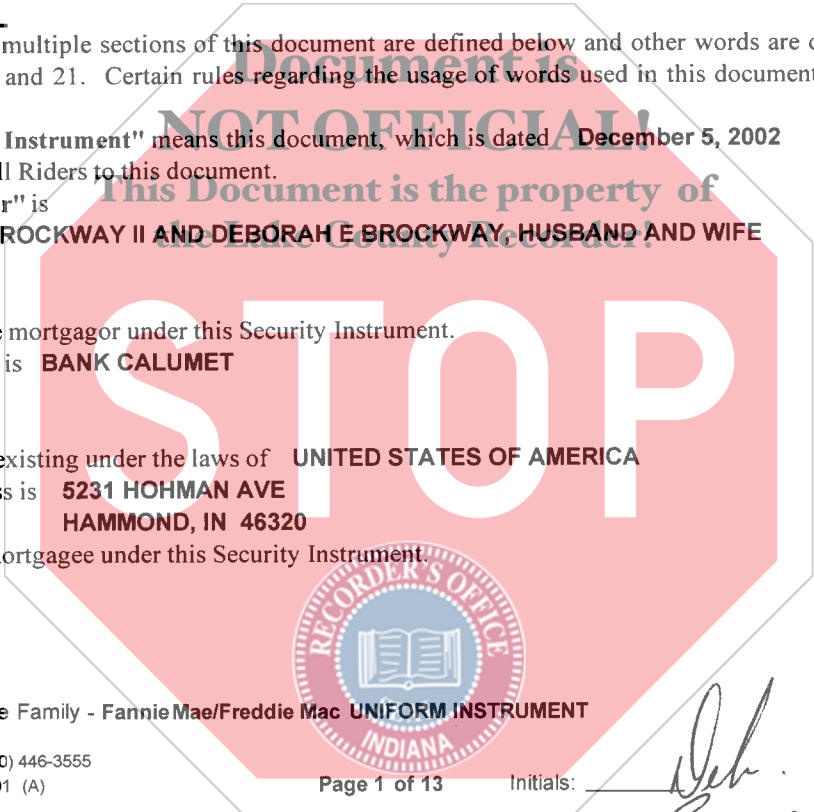 multiple sections of this document are defined below and other words are
Document is
and 21. Certain rules regarding the usage of words used in this document
NOT OFFICIAL!
Instrument" means this document, which is dated December 5, 2002
ll Riders to this document.
This Document is the property of
r" is
the Lake County Recorder!
ROCKWAY II AND DEBORAH E BROCKWAY, HUSBAND AND WIFE
STOP
e mortgagor under this Security Instrument.
is BANK CALUMET
existing under the laws of UNITED STATES OF AMERICA
s is 5231 HOHMAN AVE
HAMMOND, IN 46320
ortgagee under this Security Instrument.
RECORDER'S OFFICE
INDIANA
e Family - Fannie Mae/Freddie Mac UNIFORM INSTRUMENT
0) 446-3555
01 (A)
Page 1 of 13 Initials: